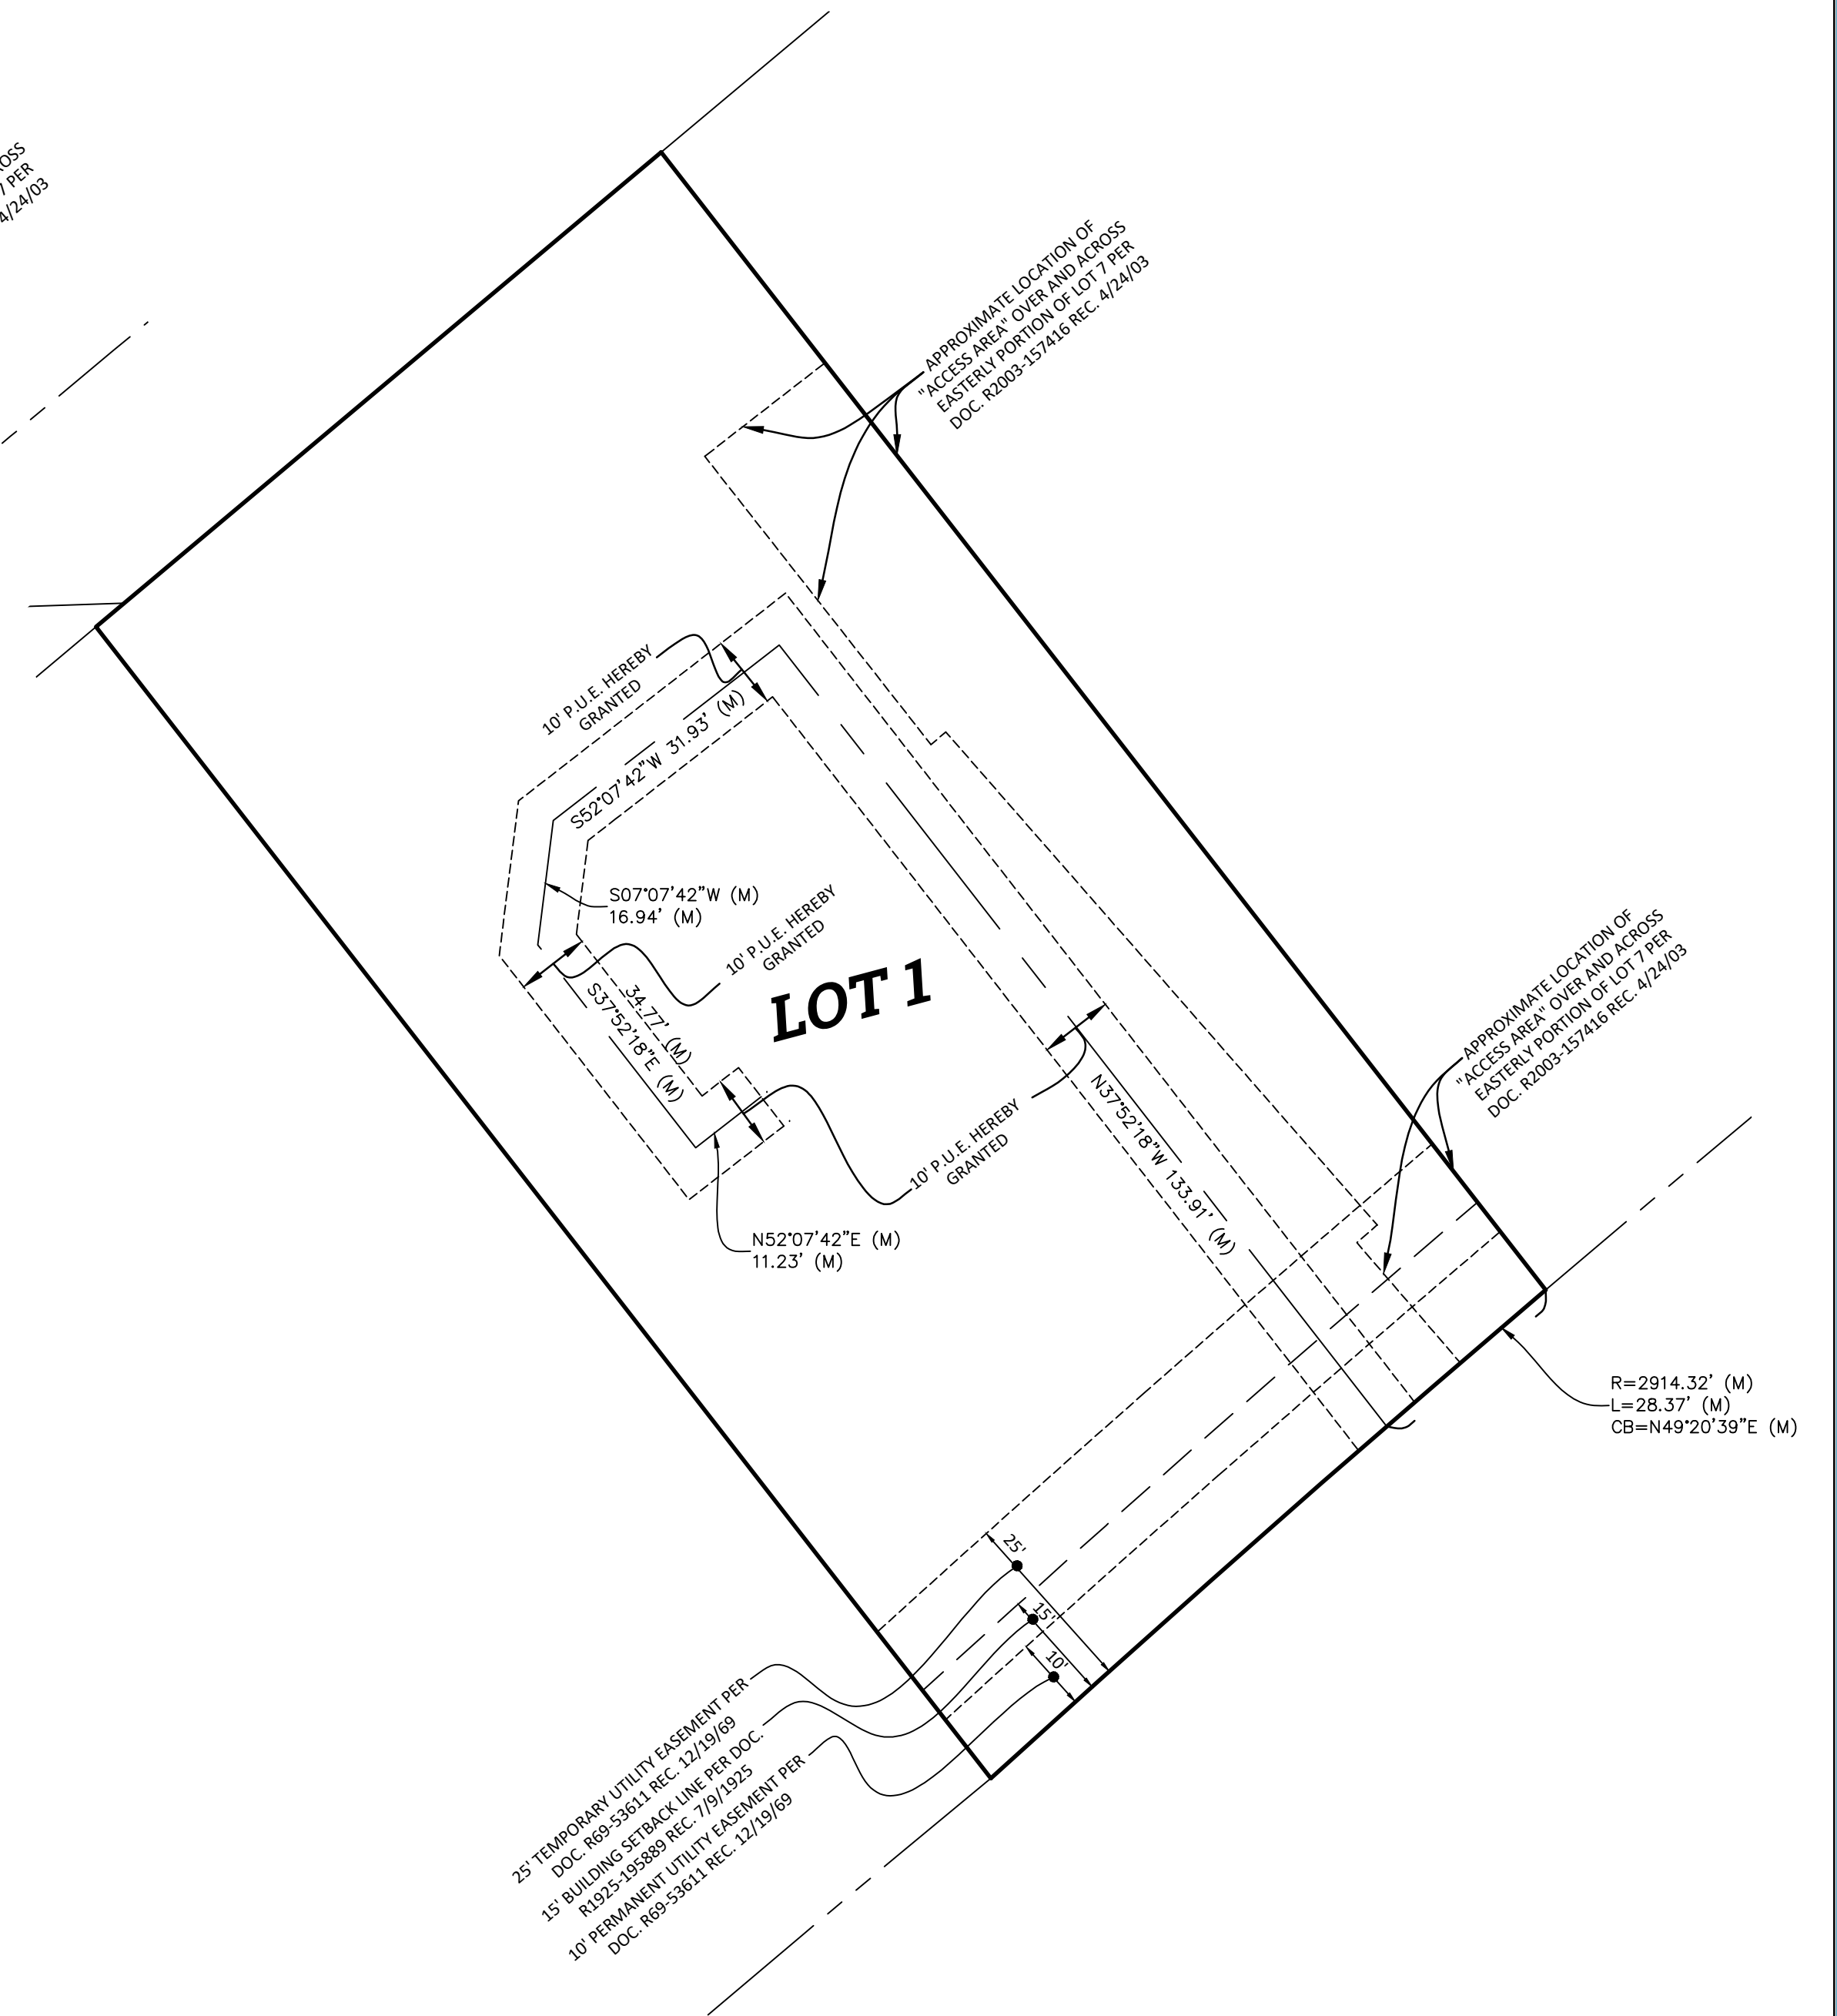 OSS
7 PER
4/24/03
APPROXIMATE LOCATION OF
"ACCESS AREA" OVER AND ACROSS
EASTERLY PORTION OF LOT 7 PER
DOC. R2003-157416 REC. 4/24/03
10' P.U.E. HEREBY
GRANTED
S52°07'42"W 31.93' (M)
S07°07'42"W (M)
16.94' (M)
10' P.U.E. HEREBY
GRANTED
LOT 1
34.77' (M)
S37°52'18"E (M)
APPROXIMATE LOCATION OF
"ACCESS AREA" OVER AND ACROSS
EASTERLY PORTION OF LOT 7 PER
DOC. R2003-157416 REC. 4/24/03
N37°52'18"W 133.91' (M)
10' P.U.E. HEREBY
GRANTED
N52°07'42"E (M)
11.23' (M)
R=2914.32' (M)
L=28.37' (M)
CB=N49°20'39"E (M)
25'
15'
10'
25' TEMPORARY UTILITY EASEMENT PER
DOC. R69-53611 REC. 12/19/69
15' BUILDING SETBACK LINE PER DOC.
R1925-195889 REC. 7/9/1925
10' PERMANENT UTILITY EASEMENT PER
DOC. R69-53611 REC. 12/19/69